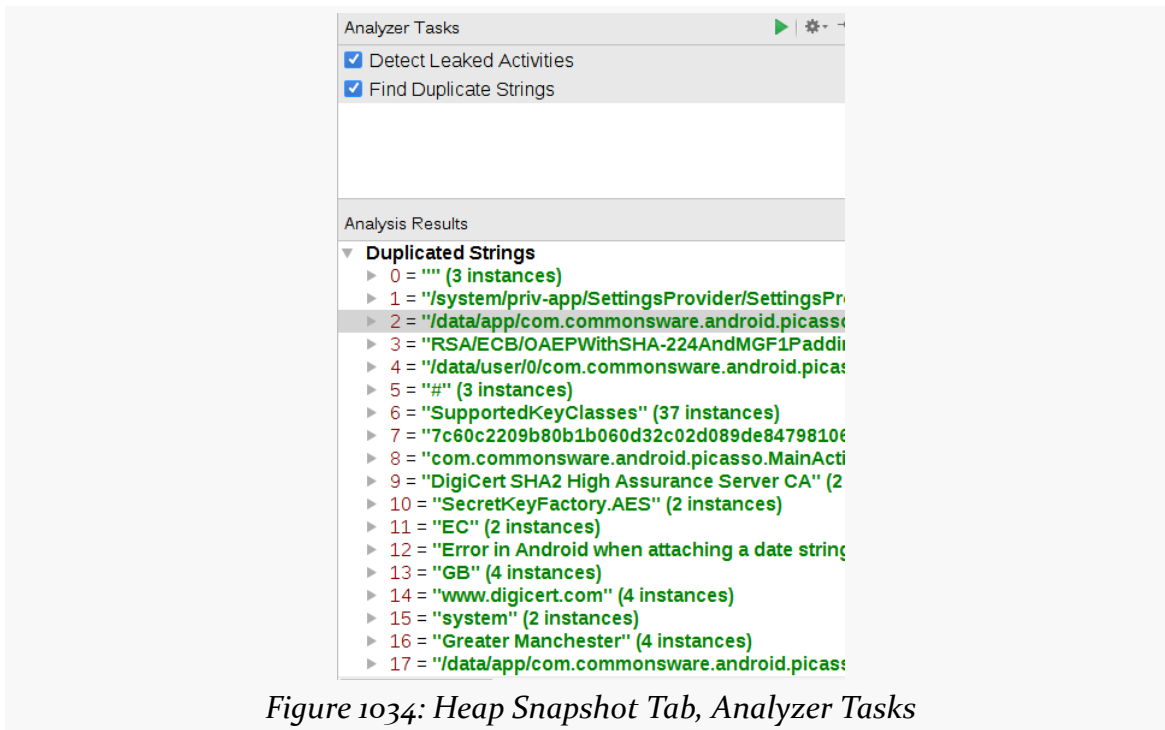 Analyzer Tasks
Detect Leaked Activities
Find Duplicate Strings
Analysis Results
Duplicated Strings
0 = "" (3 instances)
1 = "/system/priv-app/SettingsProvider/SettingsPr
2 = "/data/app/com.commonsware.android.picasso
3 = "RSA/ECB/OAEPWithSHA-224AndMGF1Paddin
4 = "/data/user/0/com.commonsware.android.picas
5 = "#" (3 instances)
6 = "SupportedKeyClasses" (37 instances)
7 = "7c60c2209b80b1b060d32c02d089de84798106
8 = "com.commonsware.android.picasso.MainActi
9 = "DigiCert SHA2 High Assurance Server CA" (2
10 = "SecretKeyFactory.AES" (2 instances)
11 = "EC" (2 instances)
12 = "Error in Android when attaching a date string
13 = "GB" (4 instances)
14 = "www.digicert.com" (4 instances)
15 = "system" (2 instances)
16 = "Greater Manchester" (4 instances)
17 = "/data/app/com.commonsware.android.picass
Figure 1034: Heap Snapshot Tab, Analyzer Tasks